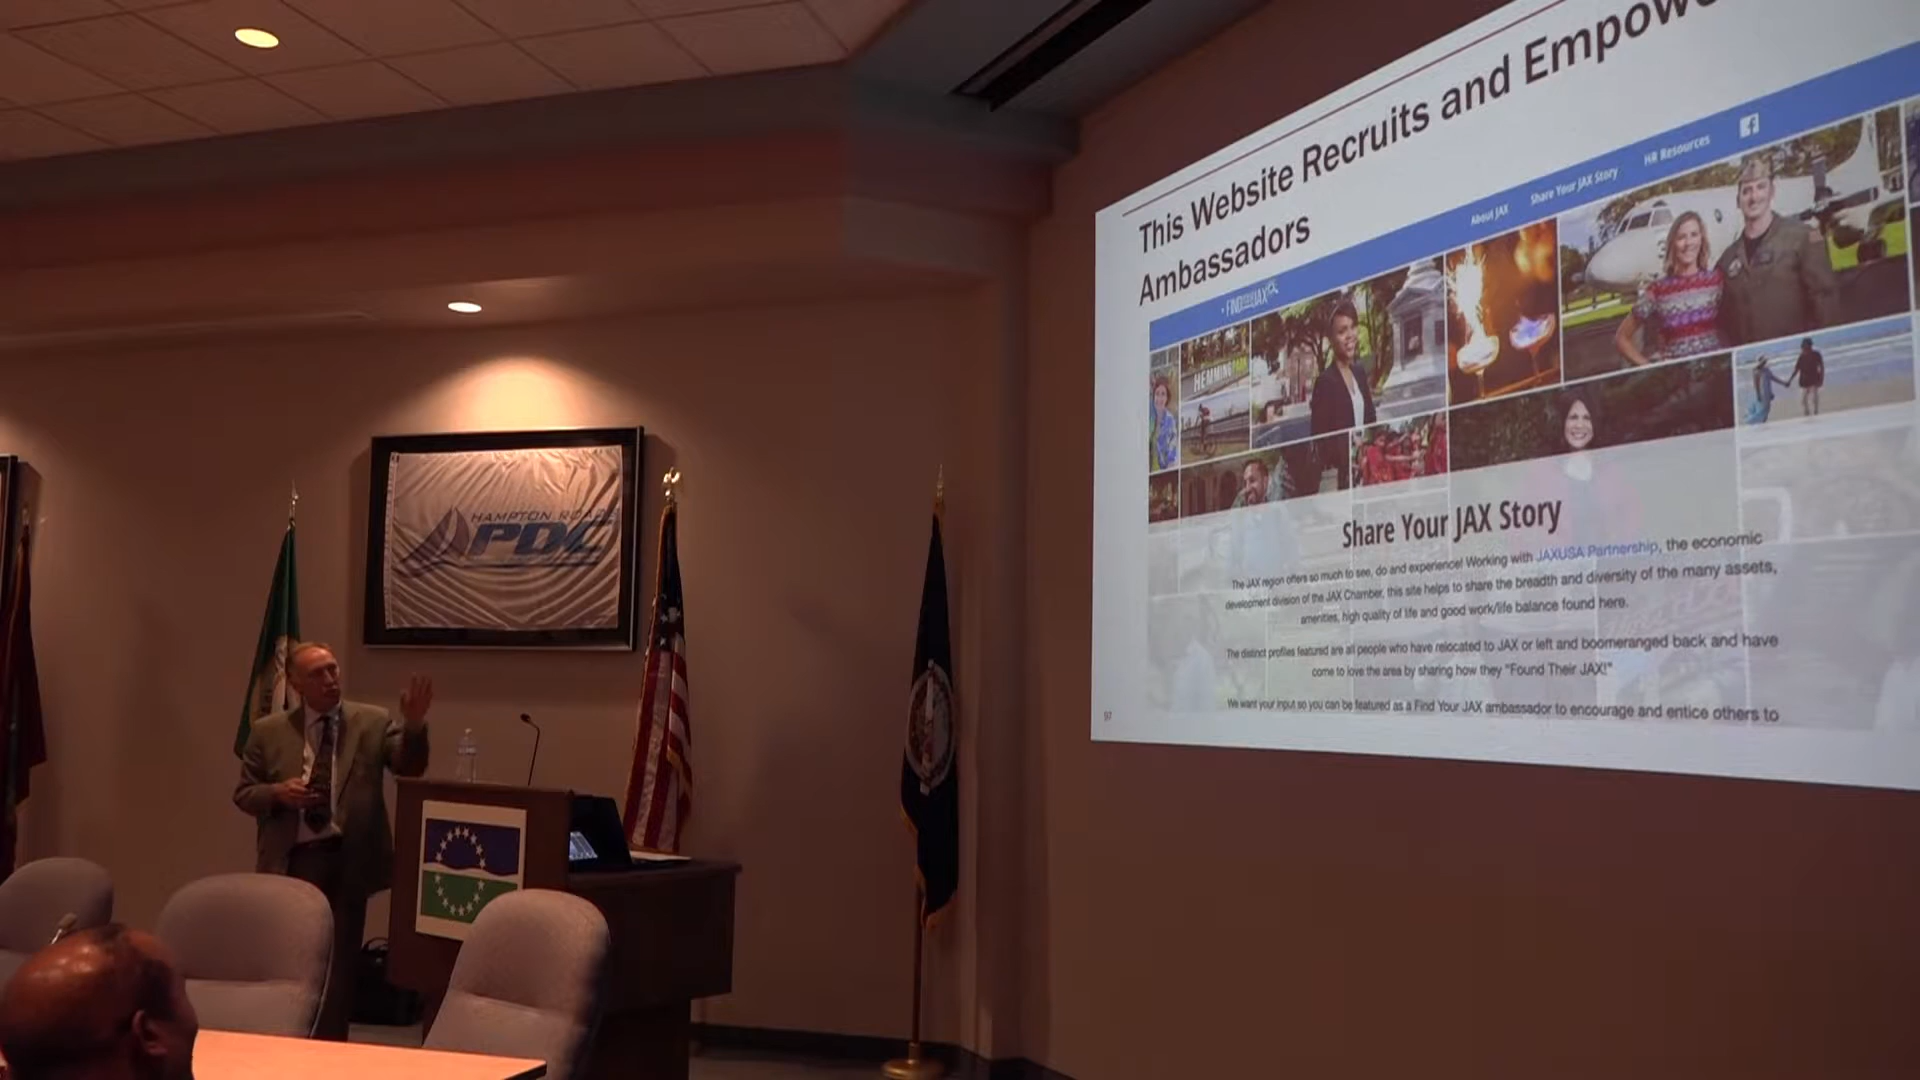 This Website Recruits and Empow
Ambassadors
About JAX
Share Your JAX Story
HR Resources
HEMMING
Share Your JAX Story
The JAX region offers so much to see, do and experience! Working with JAXUSA Partnership, the economic
development division of the JAX Chamber, this site helps to share the breadth and diversity of the many assets,
amenities, high quality of life and good work/life balance found here.
The distinct profiles featured are all people who have relocated to JAX or left and boomeranged back and have
come to love the area by sharing how they "Found Their JAX!"
We want your input so you can be featured as a Find Your JAX ambassador to encourage and entice others to
HAMPTON ROADS
PDC